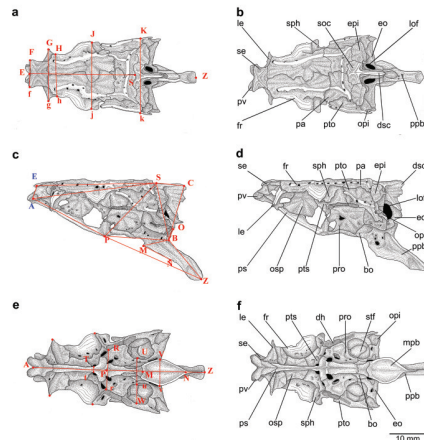 a
K
J
G
F
H
E
S
Z
f
g
h
j
k
b
le
sph
soc
epi
eo
lof
se
pv
fr
pa
pto
opi
dsc
ppb
c
E
S
C
A
O
P
B
M
N
Z
d
se
fr
sph
pto
pa
epi
dsc
pv
lof
eo
op
ppb
le
ps
osp
pts
pro
bo
e
A
R
U
P
M
N
Z
f
le
fr
pts
dh
pro
stf
opi
se
mpb
pv
ppb
ps
osp
sph
pto
bo
eo
10 mm